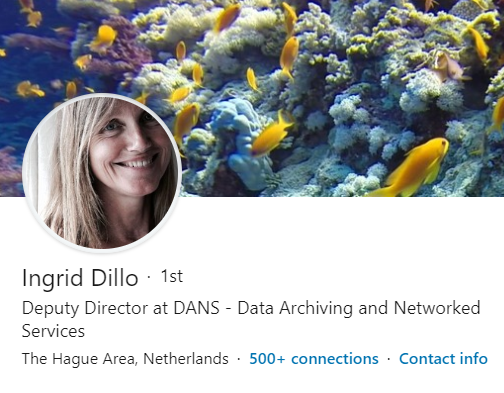 Ingrid Dillo · 1st
Deputy Director at DANS - Data Archiving and Networked
Services
The Hague Area, Netherlands · 500+ connections · Contact info